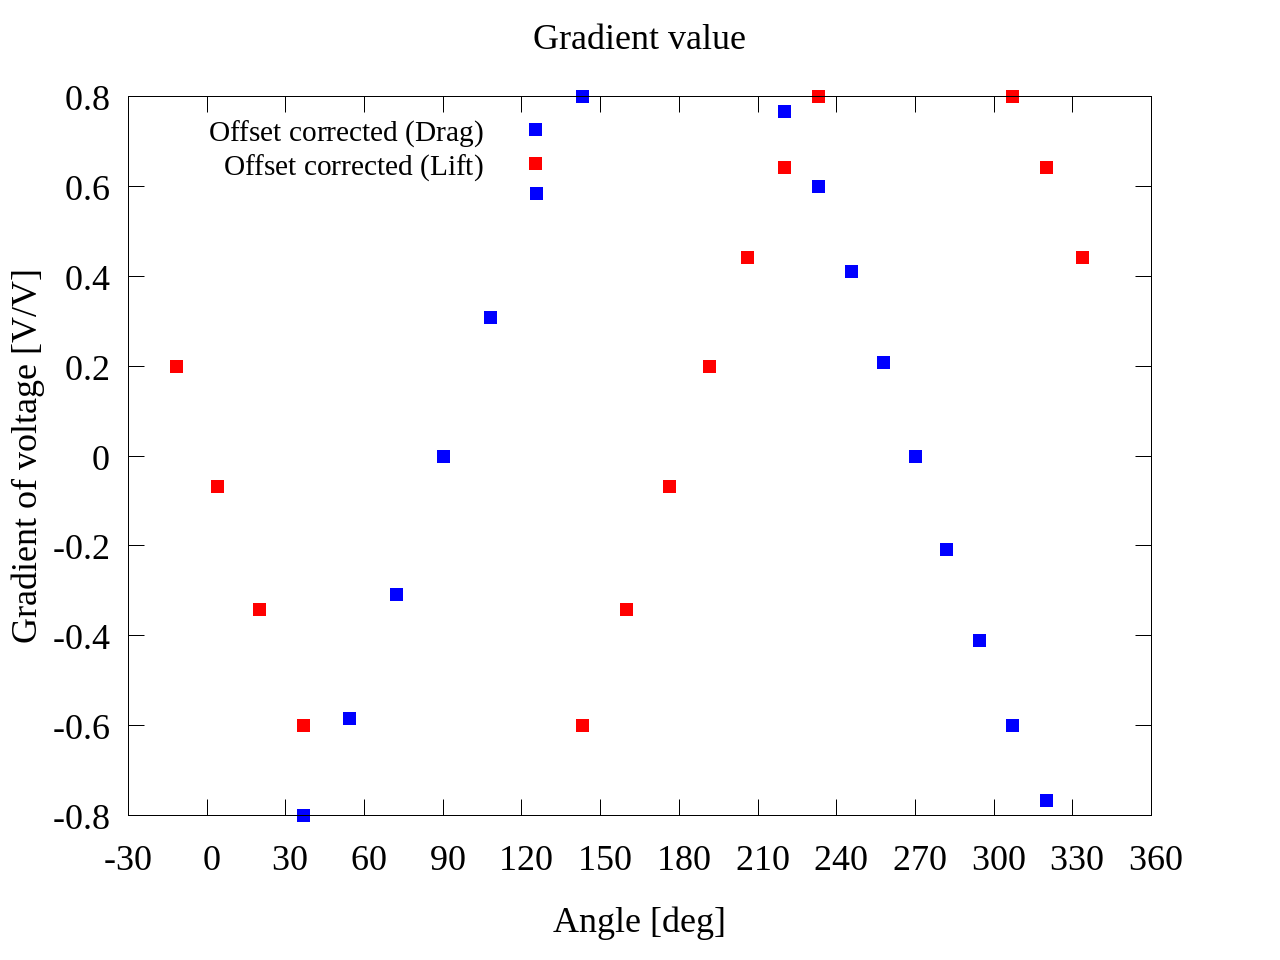 Gradient value
Offset corrected (Drag)
Offset corrected (Lift)
Gradient of voltage [V/V]
0.8
0.6
0.4
0.2
0
-0.2
-0.4
-0.6
-0.8
-30 0 30 60 90 120 150 180 210 240 270 300 330 360
Angle [deg]